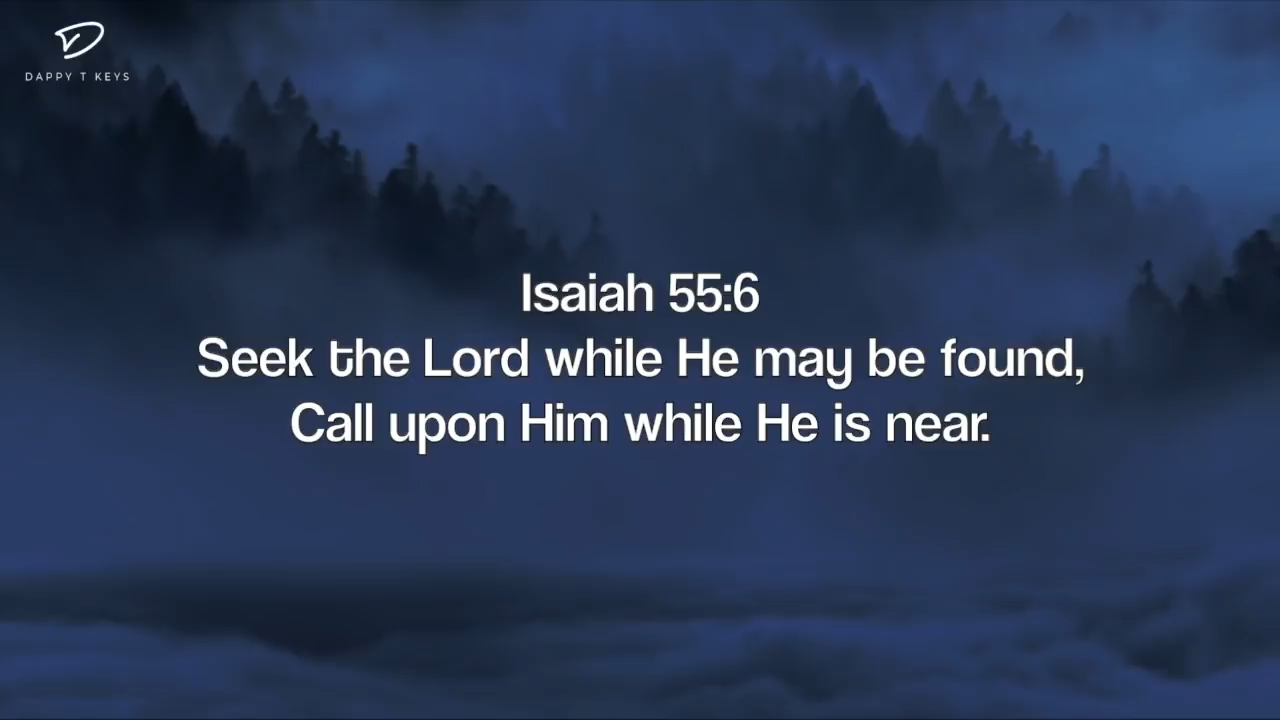 DAPPY T KEYS
Isaiah 55:6
Seek the Lord while He may be found,
Call upon Him while He is near.